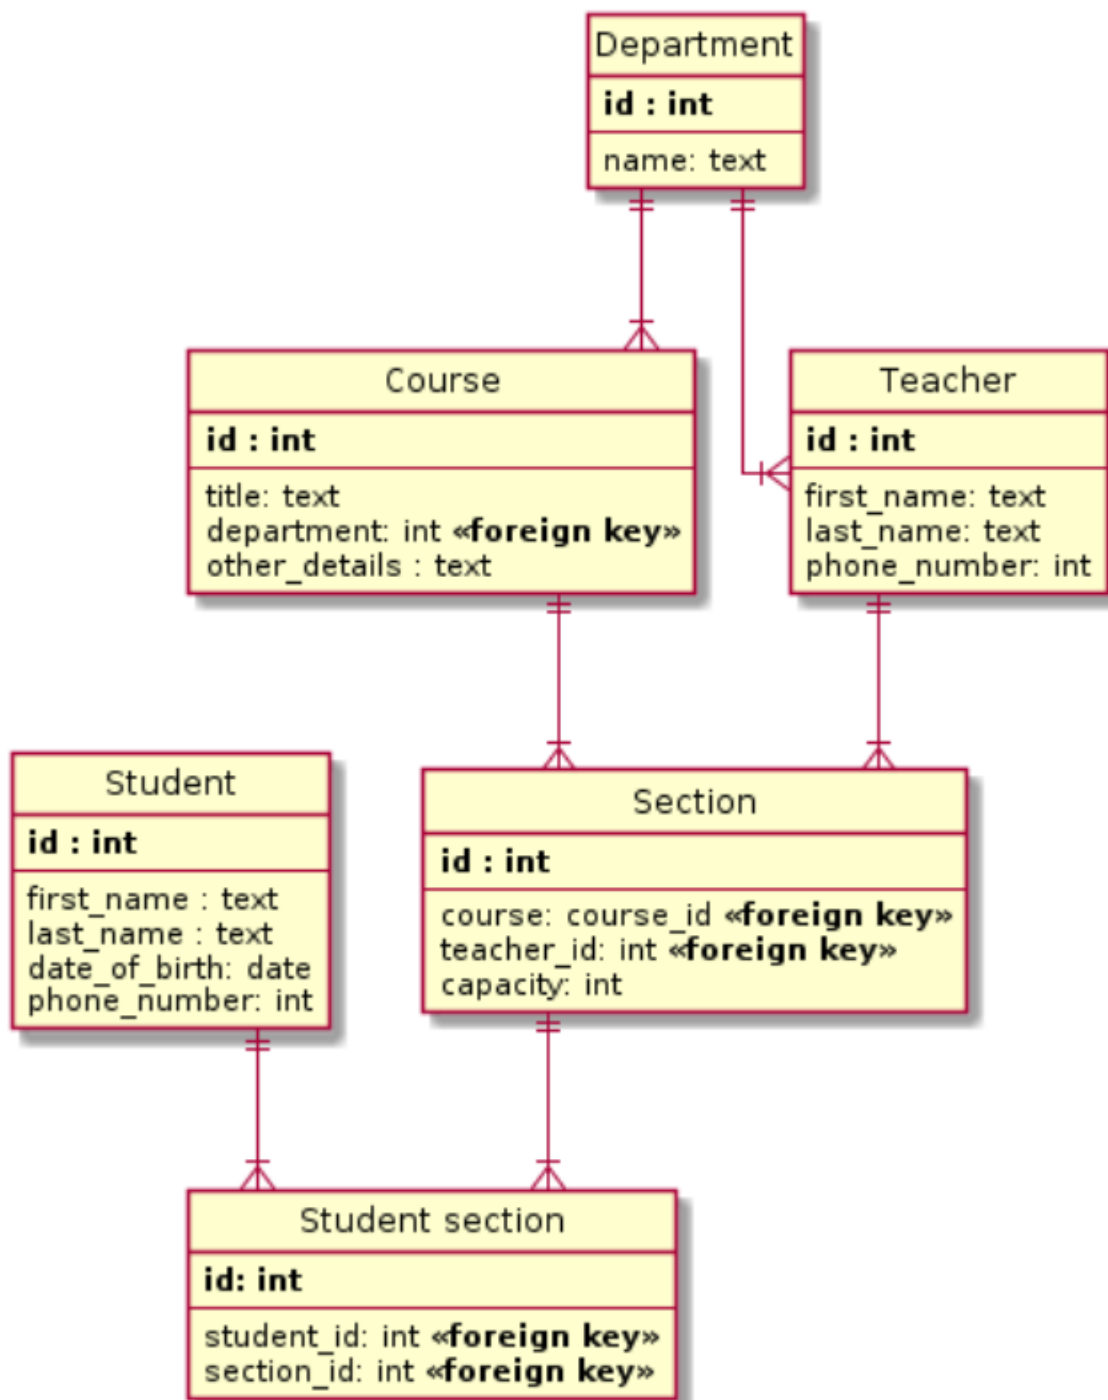 Department
id : int
name: text
Course
id : int
title: text
department: int «foreign key»
other_details : text
Teacher
id : int
first_name: text
last_name: text
phone_number: int
Student
id : int
first_name : text
last_name : text
date_of_birth: date
phone_number: int
Section
id : int
course: course_id «foreign key»
teacher_id: int «foreign key»
capacity: int
Student section
id: int
student_id: int «foreign key»
section_id: int «foreign key»